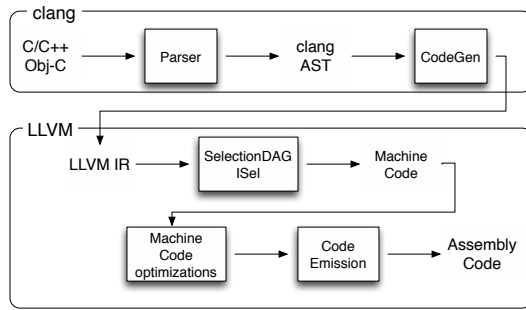 clang
C/C++
Obj-C
Parser
clang
AST
CodeGen
LLVM
LLVM IR
SelectionDAG
ISel
Machine
Code
Machine
Code
optimizations
Code
Emission
Assembly
Code